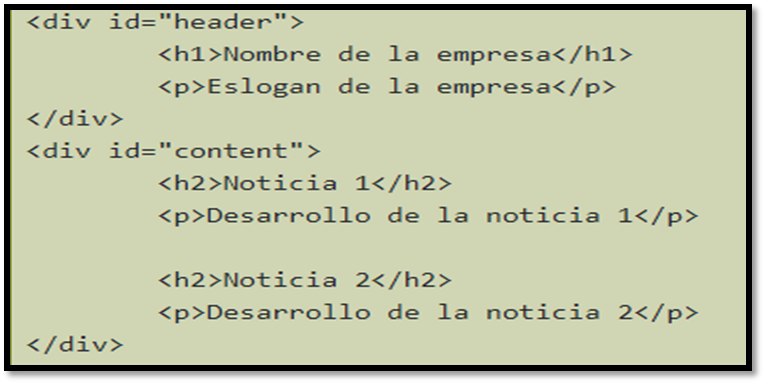 <div id="header">
<h1>Nombre de la empresa</h1>
<p>Eslogan de la empresa</p>
</div>
<div id="content">
<h2>Noticia 1</h2>
<p>Desarrollo de la noticia 1</p>
<h2>Noticia 2</h2>
<p>Desarrollo de la noticia 2</p>
</div>